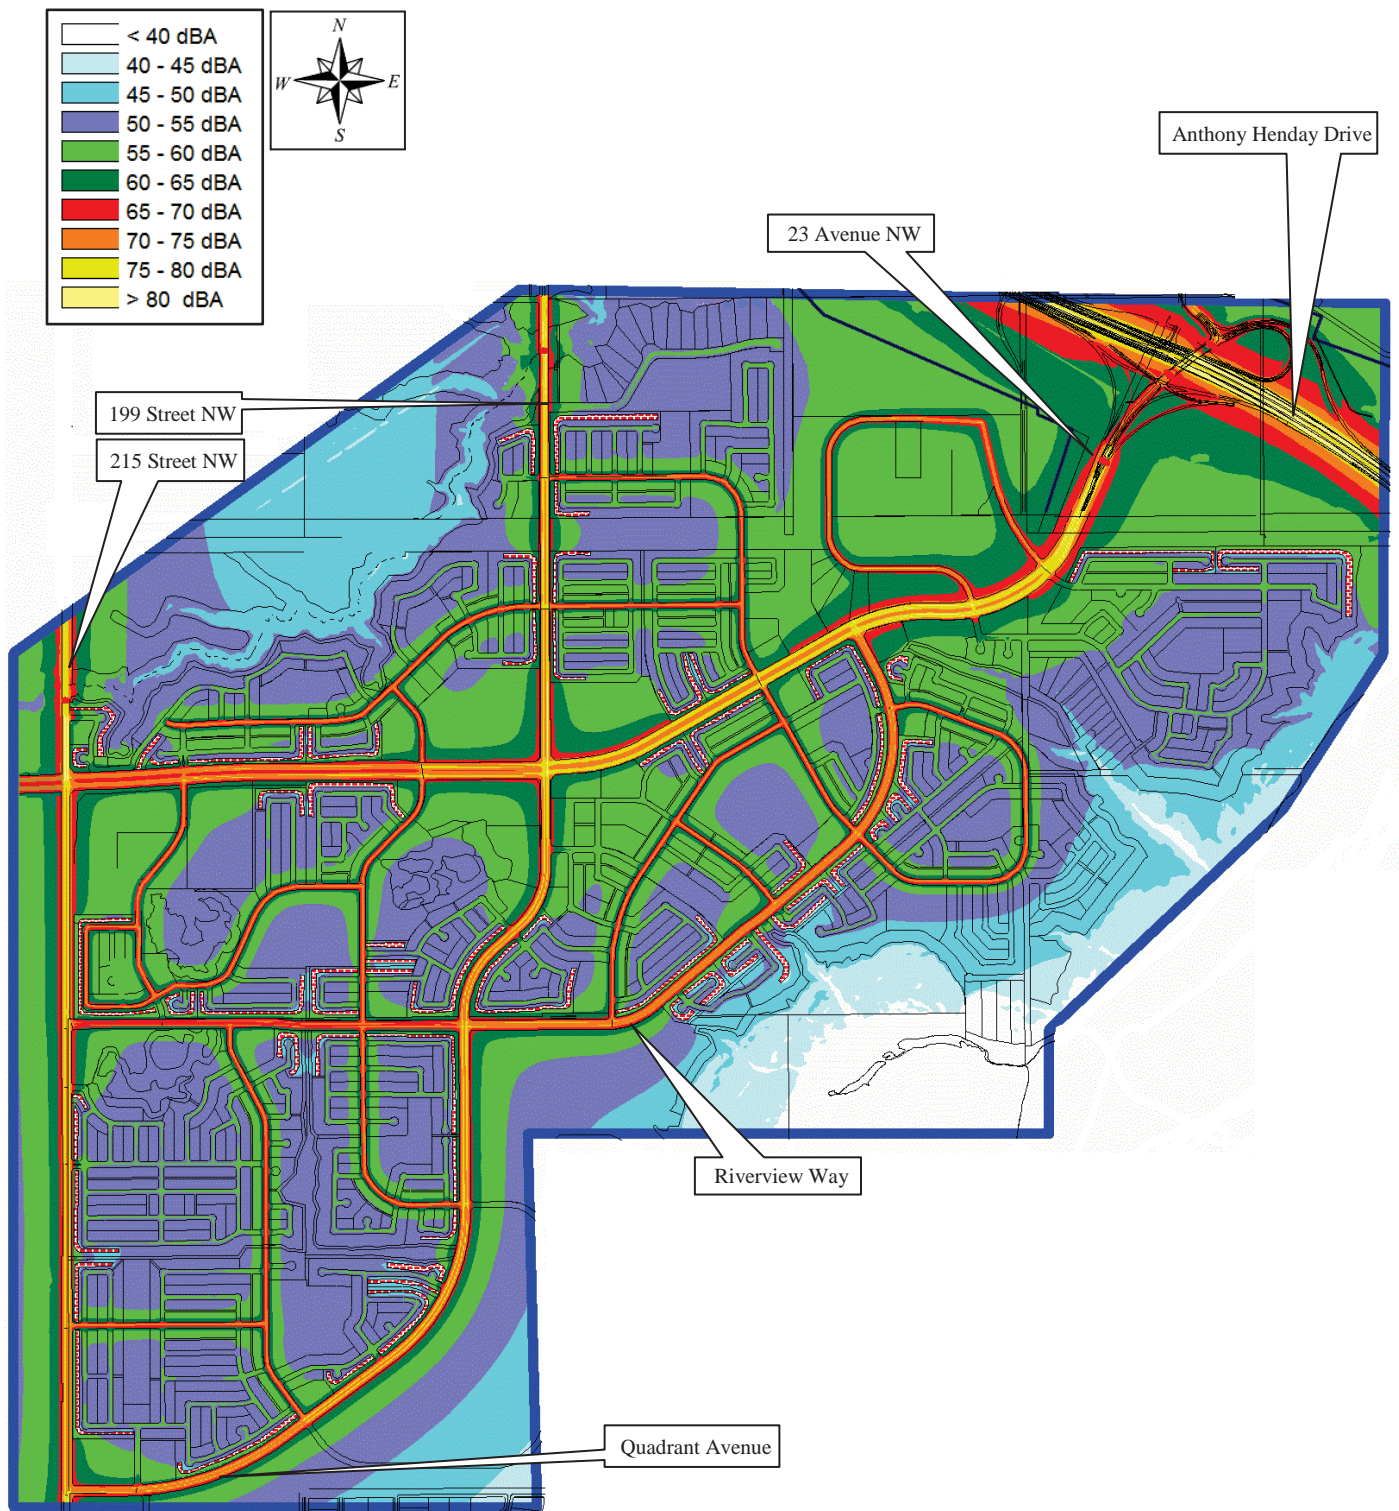 < 40 dBA
40 - 45 dBA
45 - 50 dBA
50 - 55 dBA
55 - 60 dBA
60 - 65 dBA
65 - 70 dBA
70 - 75 dBA
75 - 80 dBA
> 80 dBA
N
W E
S
Anthony Henday Drive
23 Avenue NW
199 Street NW
215 Street NW
Riverview Way
Quadrant Avenue